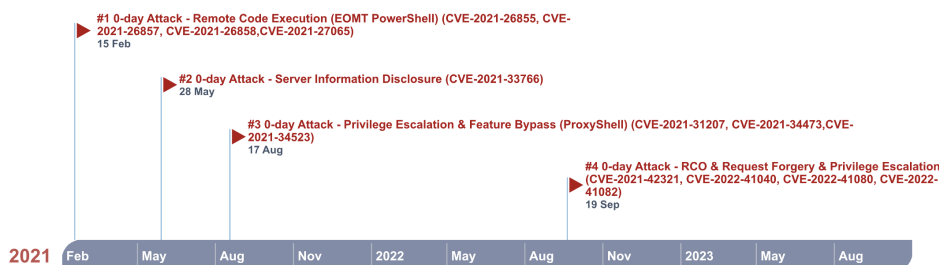 #1 0-day Attack - Remote Code Execution (EOMT PowerShell) (CVE-2021-26855, CVE-
2021-26857, CVE-2021-26858,CVE-2021-27065)
15 Feb
#2 0-day Attack - Server Information Disclosure (CVE-2021-33766)
28 May
#3 0-day Attack - Privilege Escalation & Feature Bypass (ProxyShell) (CVE-2021-31207, CVE-2021-34473,CVE-
2021-34523)
17 Aug
#4 0-day Attack - RCO & Request Forgery & Privilege Escalation
(CVE-2021-42321, CVE-2022-41040, CVE-2022-41080, CVE-2022-
41082)
19 Sep
2021 Feb May Aug Nov 2022 May Aug Nov 2023 May Aug